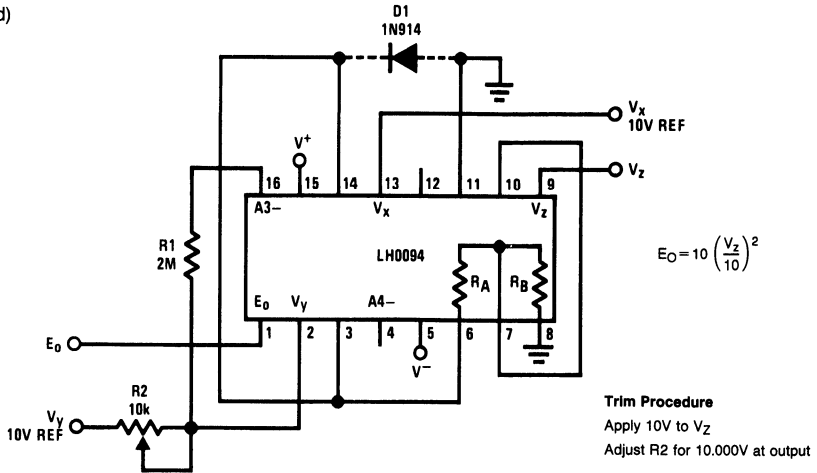 d)
D1
1N914
Vx
10V REF
V+
Vz
16 15 14 13 12 11 10 9
A3– Vx Vz
R1
2M
LH0094
RA RB
EO = 10 (Vz/10)2
Eo Vy A4–
1 2 3 4 5 6 7 8
Eo
V–
R2
10k
Vy
10V REF
Trim Procedure
Apply 10V to VZ
Adjust R2 for 10.000V at output